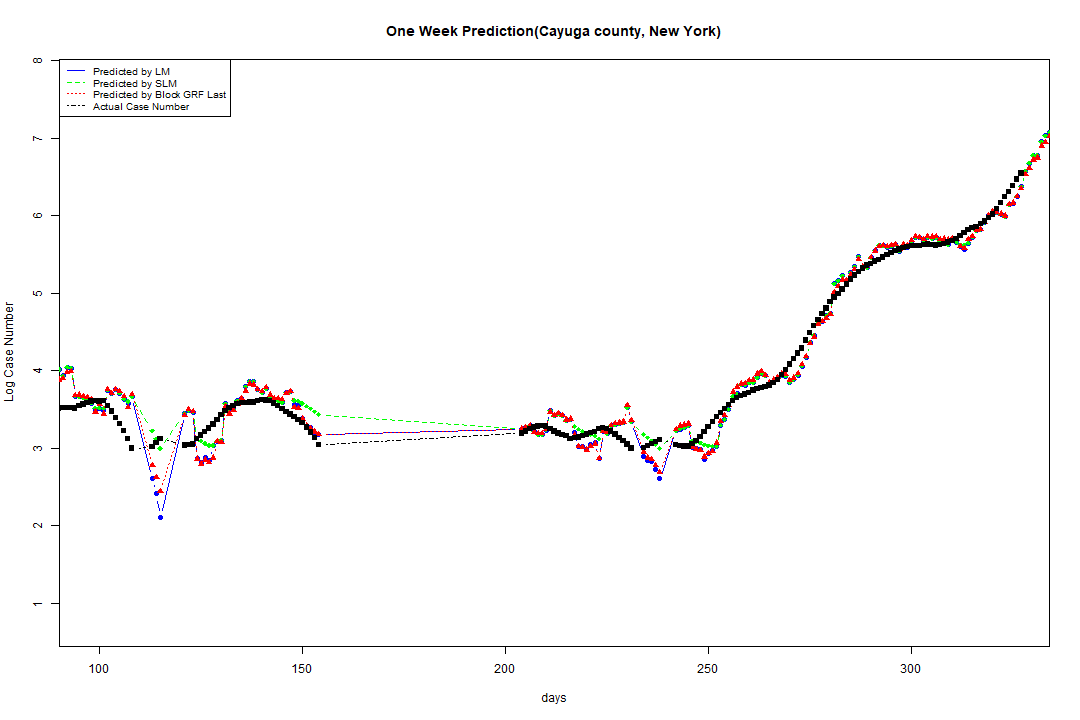 One Week Prediction(Cayuga county, New York)
Predicted by LM
Predicted by SLM
Predicted by Block GRF Last
Actual Case Number
8
7
6
5
4
3
2
1
Log Case Number
100 150 200 250 300
days